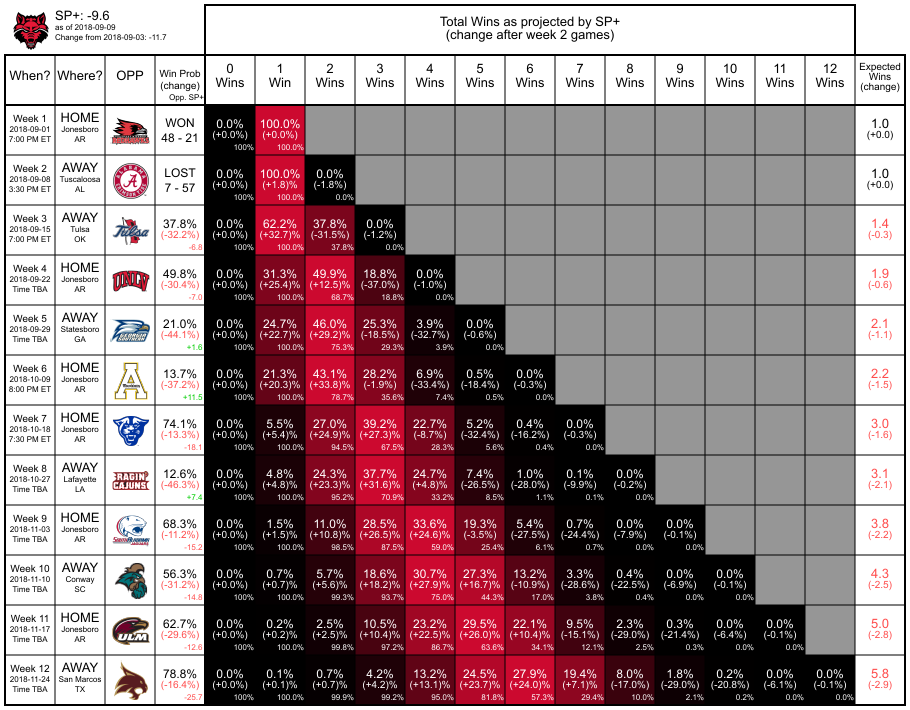 SP+: -9.6
as of 2018-09-09
Change from 2018-09-03: -11.7
Total Wins as projected by SP+
(change after week 2 games)
When? Where? OPP Win Prob (change) Opp. SP+ 0 Wins 1 Win 2 Wins 3 Wins 4 Wins 5 Wins 6 Wins 7 Wins 8 Wins 9 Wins 10 Wins 11 Wins 12 Wins Expected Wins (change)
Week 1 HOME WON 0.0% 100.0% 1.0
2018-09-01 Jonesboro 48 - 21 (+0.0%) (+0.0%) (+0.0)
7:00 PM ET AR 100% 100.0%
Week 2 AWAY LOST 0.0% 100.0% 0.0% 1.0
2018-09-08 Tuscaloosa 7 - 57 (+0.0%) (+1.8)% (-1.8%) (+0.0)
3:30 PM ET AL 100% 100.0% 0.0%
Week 3 AWAY Tulsa 37.8% 0.0% 62.2% 37.8% 0.0% 1.4
2018-09-15 Tulsa (-32.2%) (+0.0%) (+32.7)% (-31.5%) (-1.2%) (-0.3)
7:00 PM ET OK -6.8 100% 100.0% 37.8% 0.0%
Week 4 HOME UNLV 49.8% 0.0% 31.3% 49.9% 18.8% 0.0% 1.9
2018-09-22 Jonesboro (-30.4%) (+0.0%) (+25.4)% (+12.5)% (-37.0%) (-1.0%) (-0.6)
Time TBA AR -7.0 100% 100.0% 68.7% 18.8% 0.0%
Week 5 AWAY 21.0% 0.0% 24.7% 46.0% 25.3% 3.9% 0.0% 2.1
2018-09-29 Statesboro (-44.1%) (+0.0%) (+22.7)% (+29.2)% (-18.5%) (-32.7%) (-0.6%) (-1.1)
Time TBA GA +1.6 100% 100.0% 75.3% 29.3% 3.9% 0.0%
Week 6 HOME 13.7% 0.0% 21.3% 43.1% 28.2% 6.9% 0.5% 0.0% 2.2
2018-10-09 Jonesboro (-37.2%) (+0.0%) (+20.3)% (+33.8)% (-1.9%) (-33.4%) (-18.4%) (-0.3%) (-1.5)
8:00 PM ET AR +11.5 100% 100.0% 78.7% 35.6% 7.4% 0.5% 0.0%
Week 7 HOME 74.1% 0.0% 5.5% 27.0% 39.2% 22.7% 5.2% 0.4% 0.0% 3.0
2018-10-18 Jonesboro (-13.3%) (+0.0%) (+5.4)% (+24.9)% (+27.3)% (-8.7%) (-32.4%) (-16.2%) (-0.3%) (-1.6)
7:30 PM ET AR -18.1 100% 100.0% 94.5% 67.5% 28.3% 5.6% 0.4% 0.0%
Week 8 AWAY RAGIN' CAJUNS 12.6% 0.0% 4.8% 24.3% 37.7% 24.7% 7.4% 1.0% 0.1% 0.0% 3.1
2018-10-27 Lafayette (-46.3%) (+0.0%) (+4.8)% (+23.3)% (+31.6)% (+4.8)% (-26.5%) (-28.0%) (-9.9%) (-0.2%) (-2.1)
Time TBA LA +7.4 100% 100.0% 95.2% 70.9% 33.2% 8.5% 1.1% 0.1% 0.0%
Week 9 HOME 68.3% 0.0% 1.5% 11.0% 28.5% 33.6% 19.3% 5.4% 0.7% 0.0% 0.0% 3.8
2018-11-03 Jonesboro (-11.2%) (+0.0%) (+1.5)% (+10.8)% (+26.5)% (+24.6)% (-3.5%) (-27.5%) (-24.4%) (-7.9%) (-0.1%) (-2.2)
Time TBA AR -15.2 100% 100.0% 98.5% 87.5% 59.0% 25.4% 6.1% 0.7% 0.0% 0.0%
Week 10 AWAY 56.3% 0.0% 0.7% 5.7% 18.6% 30.7% 27.3% 13.2% 3.3% 0.4% 0.0% 0.0% 4.3
2018-11-10 Conway (-31.2%) (+0.0%) (+0.7)% (+5.6)% (+18.2)% (+27.9)% (+16.7)% (-10.9%) (-28.6%) (-22.5%) (-6.9%) (-0.1%) (-2.5)
Time TBA SC -14.8 100% 100.0% 99.3% 93.7% 75.0% 44.3% 17.0% 3.8% 0.4% 0.0% 0.0%
Week 11 HOME ULM 62.7% 0.0% 0.2% 2.5% 10.5% 23.2% 29.5% 22.1% 9.5% 2.3% 0.3% 0.0% 0.0% 5.0
2018-11-17 Jonesboro (-29.6%) (+0.0%) (+0.2)% (+2.5)% (+10.4)% (+22.5)% (+26.0)% (+10.4)% (-15.1%) (-29.0%) (-21.4%) (-6.4%) (-0.1%) (-2.8)
Time TBA AR -12.6 100% 100.0% 99.8% 97.2% 86.7% 63.6% 34.1% 12.1% 2.5% 0.3% 0.0% 0.0%
Week 12 AWAY 78.8% 0.0% 0.1% 0.7% 4.2% 13.2% 24.5% 27.9% 19.4% 8.0% 1.8% 0.2% 0.0% 0.0% 5.8
2018-11-24 San Marcos (-16.4%) (+0.0%) (+0.1)% (+0.7)% (+4.2)% (+13.1)% (+23.7)% (+24.0)% (+7.1)% (-17.0%) (-29.0%) (-20.8%) (-6.1%) (-0.1%) (-2.9)
Time TBA TX -25.7 100% 100.0% 99.9% 99.2% 95.0% 81.8% 57.3% 29.4% 10.0% 2.1% 0.2% 0.0% 0.0%